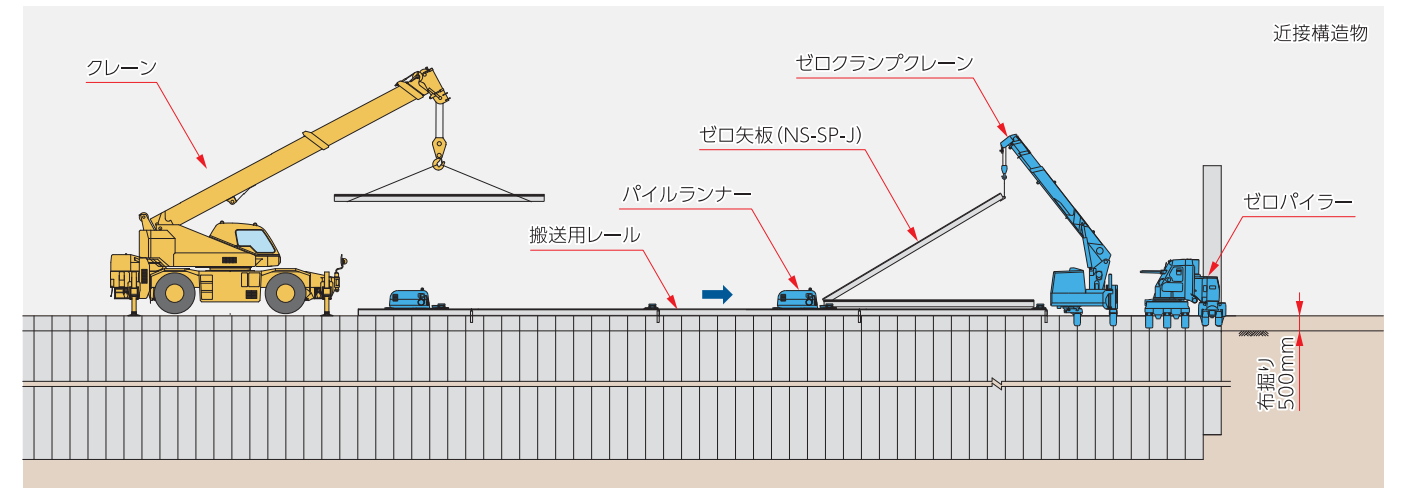 近接構造物
クレーン
ゼロクランプクレーン
ゼロ矢板(NS-SP-J)
パイルランナー
ゼロパイラー
搬送用レール
布掘り
500mm